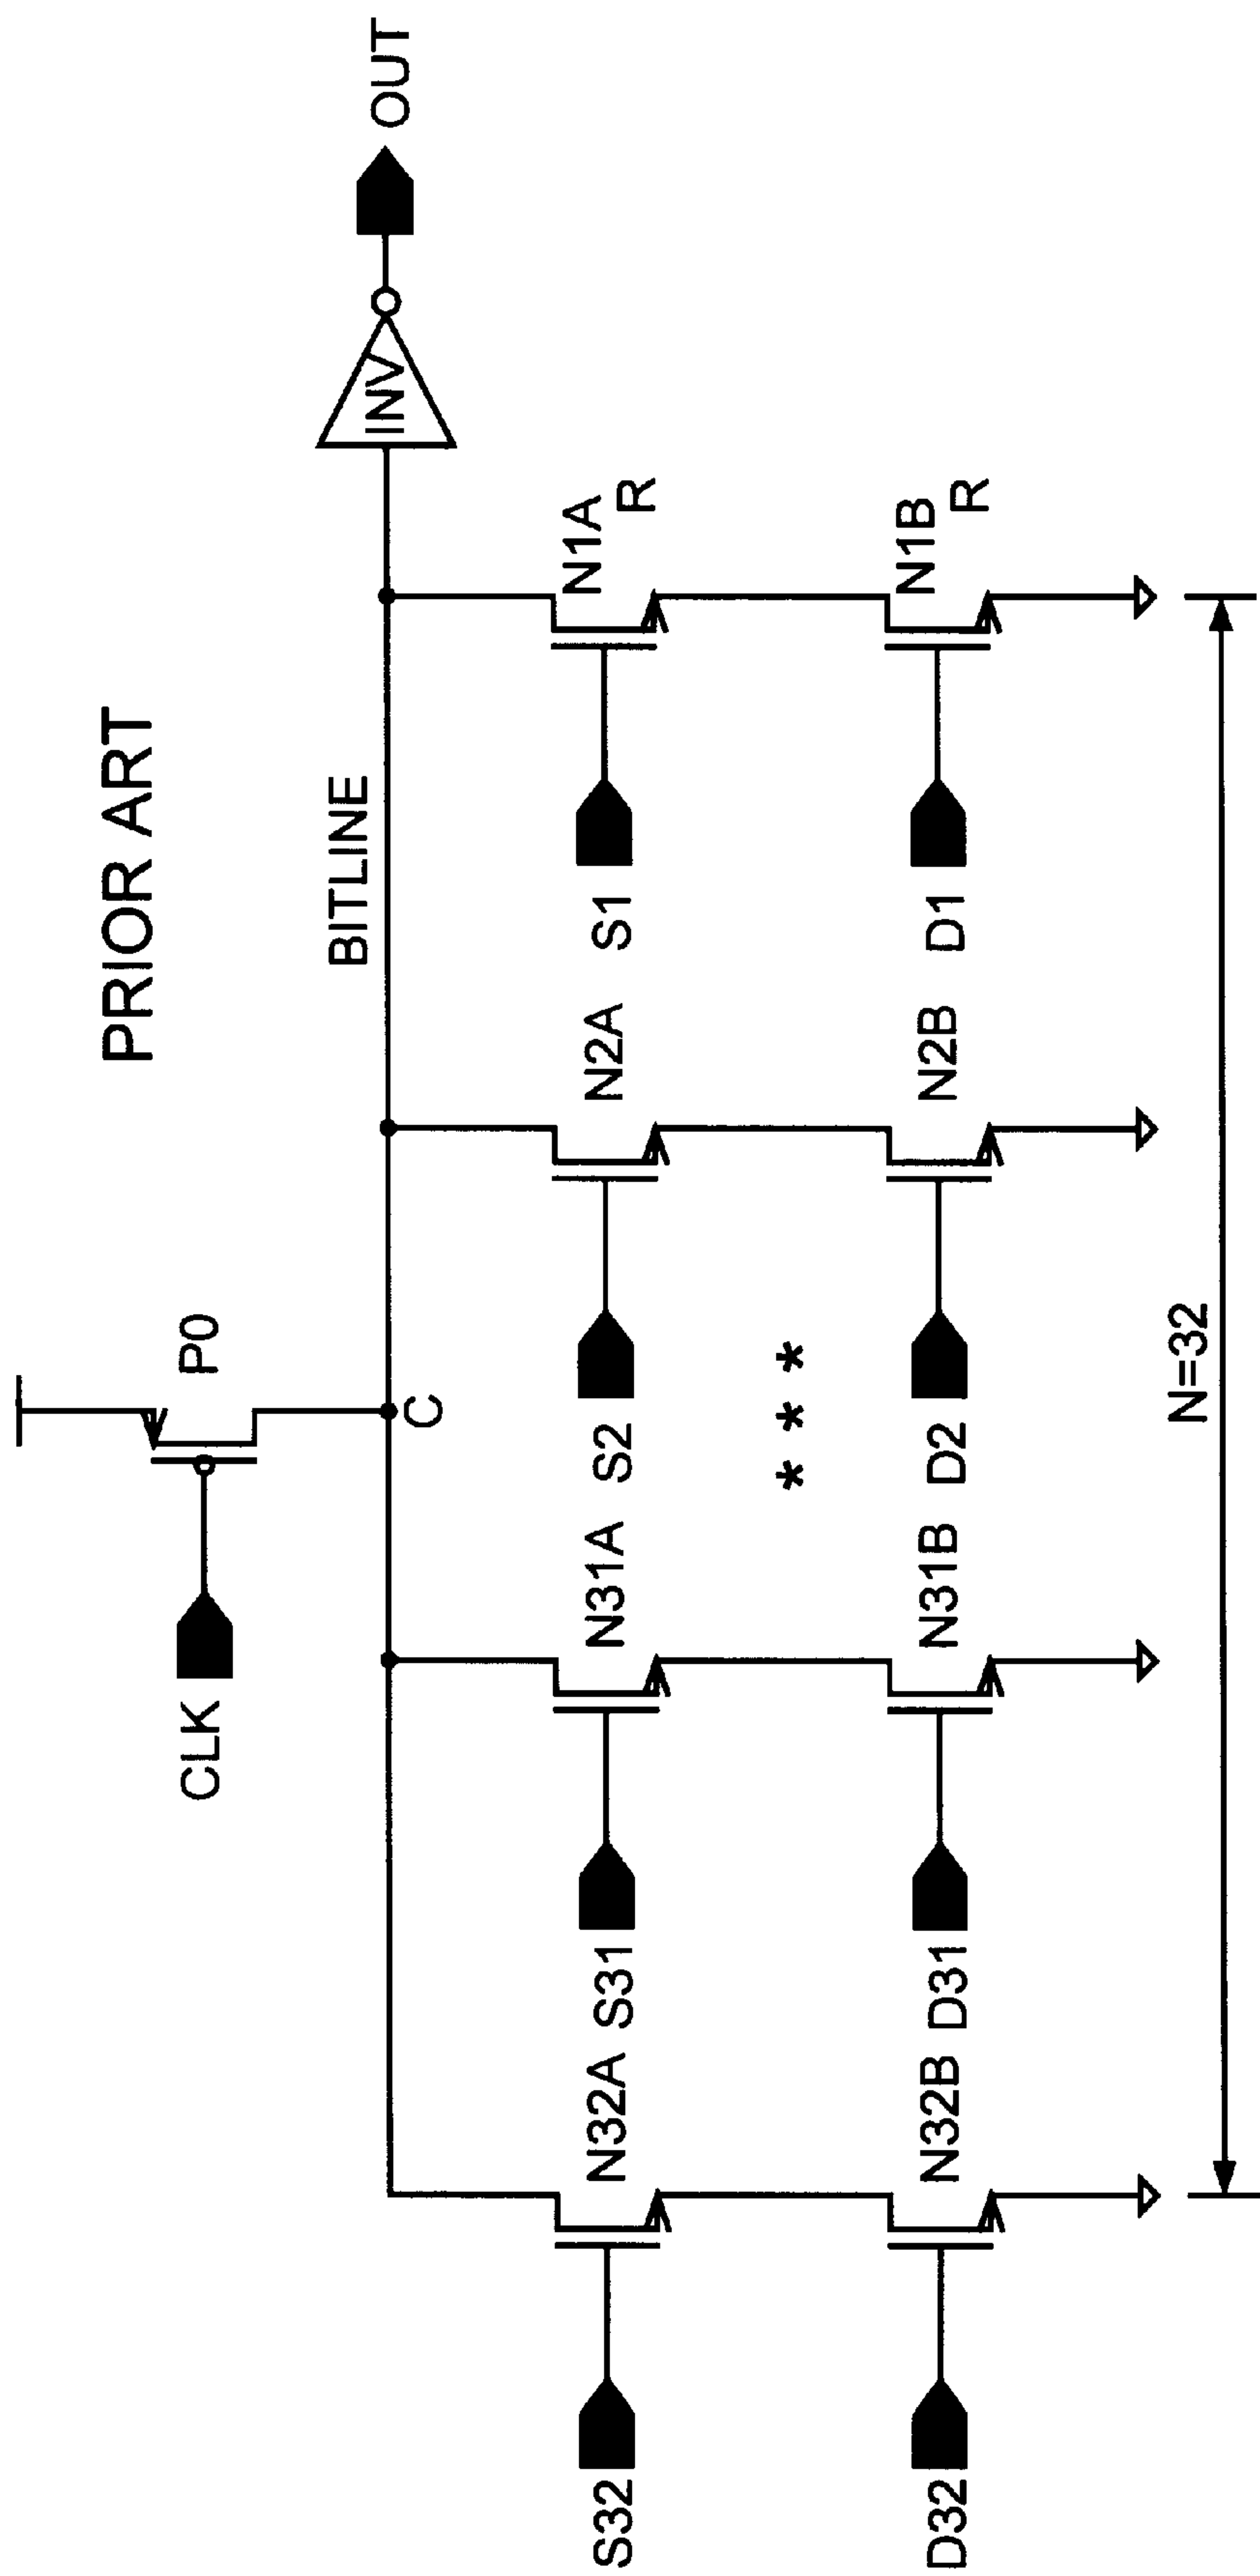 PRIOR ART
CLK
P0
BITLINE
C
INV
OUT
S32
N32A
S31
N31A
S2
N2A
S1
N1A
R
* * *
D32
N32B
D31
N31B
D2
N2B
D1
N1B
R
N=32